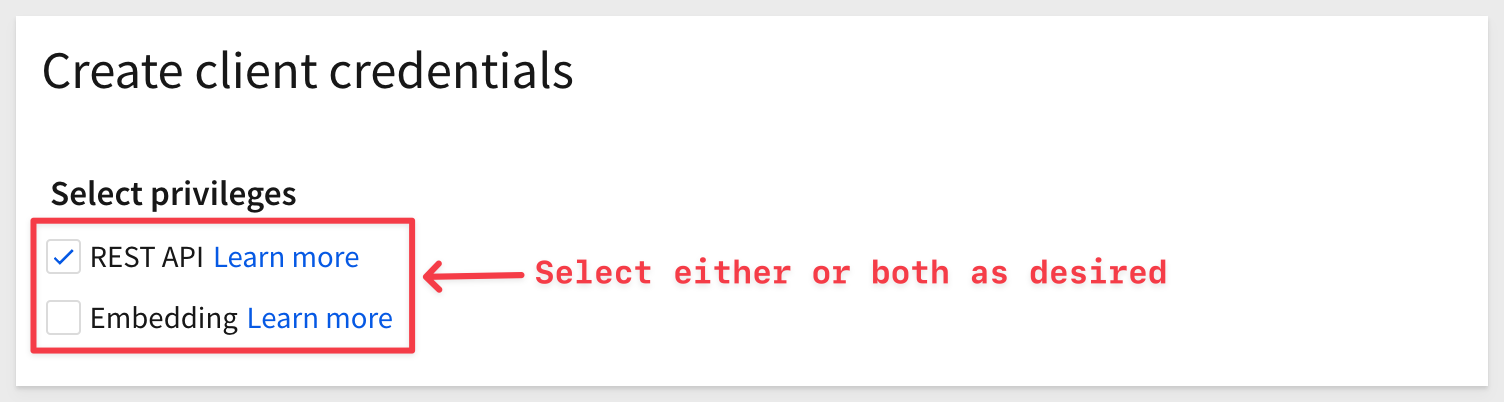 Create client credentials
Select privileges
REST API Learn more
Select either or both as desired
Embedding Learn more